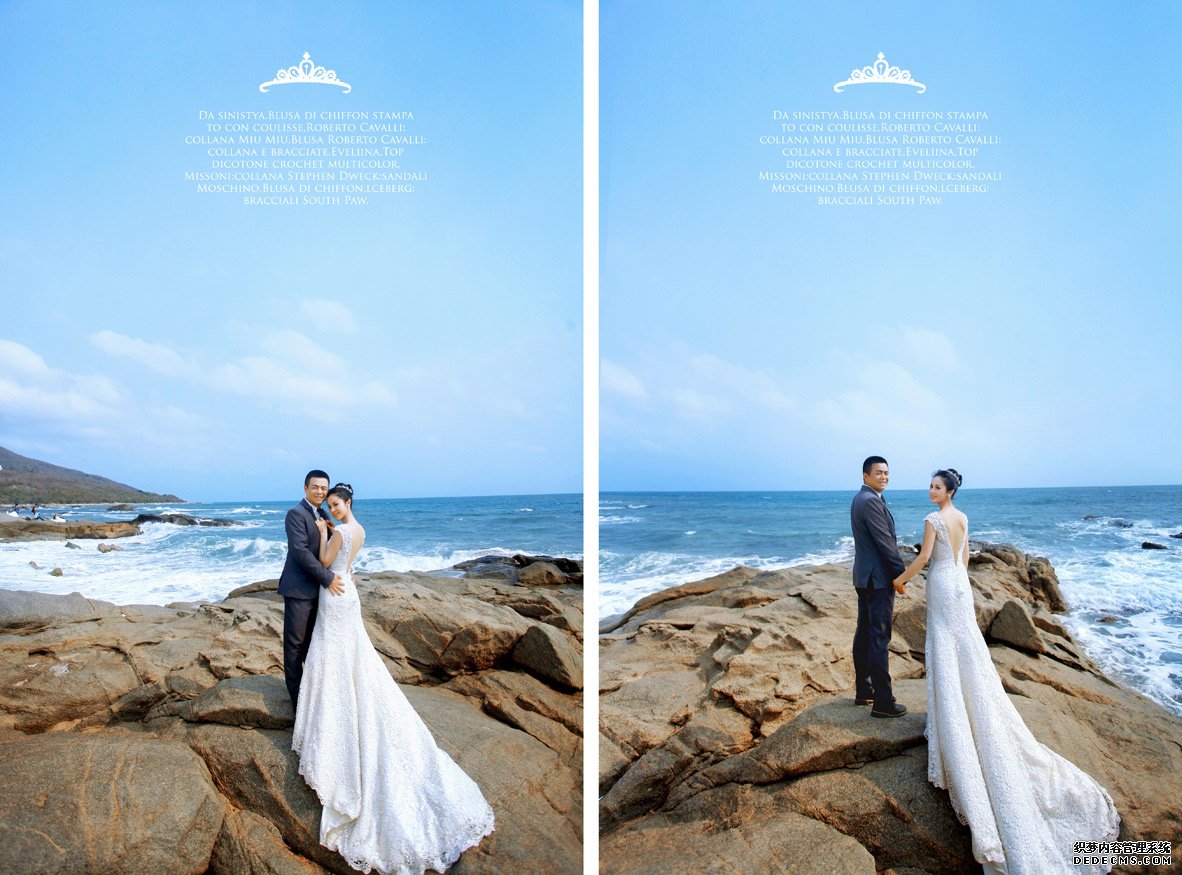 DA SINISTYA.BLUSA DI CHIFFON STAMPA
TO CON COULISSE.ROBERTO CAVALLI:
COLLANA MIU MIU.BLUSA ROBERTO CAVALLI:
COLLANA E BRACCIATE.EVELIINA.TOP
DICOTONE CROCHET MULTICOLOR.
MISSONI:COLLANA STEPHEN DWECK:SANDALI
MOSCHINO.BLUSA DI CHIFFON.LCEBERG:
BRACCIALI SOUTH PAW.
DA SINISTYA.BLUSA DI CHIFFON STAMPA
TO CON COULISSE.ROBERTO CAVALLI:
COLLANA MIU MIU.BLUSA ROBERTO CAVALLI:
COLLANA E BRACCIATE.EVELIINA.TOP
DICOTONE CROCHET MULTICOLOR.
MISSONI:COLLANA STEPHEN DWECK:SANDALI
MOSCHINO.BLUSA DI CHIFFON.LCEBERG:
BRACCIALI SOUTH PAW.
织梦内容管理系统
DEDECMS.COM